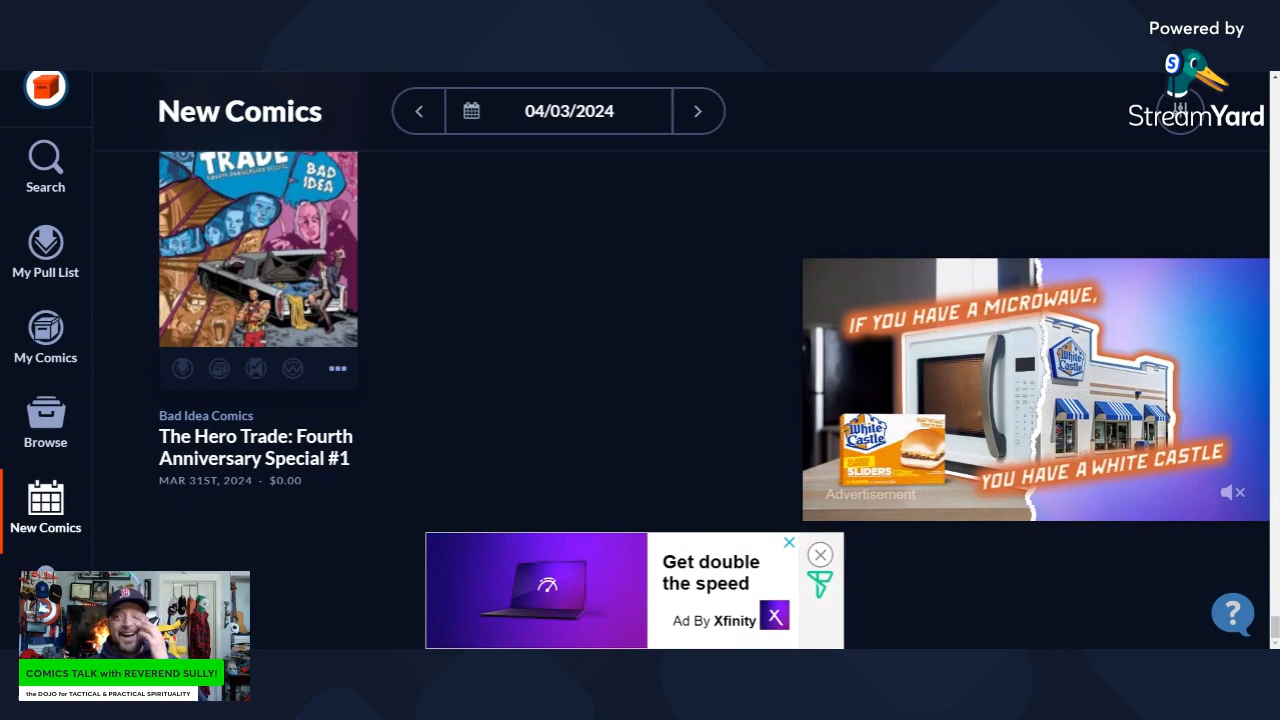 Powered by
StreamYard
S
New Comics
04/03/2024
Search
My Pull List
My Comics
Browse
New Comics
TRADE
FOURTH ANNIVERSARY SPECIAL
BAD
IDEA
Bad Idea Comics
The Hero Trade: Fourth
Anniversary Special #1
MAR 31ST, 2024 · $0.00
IF YOU HAVE A MICROWAVE,
White
Castle
White
Castle
SLIDERS
YOU HAVE A WHITE CASTLE
Advertisement
Get double
the speed
Ad By Xfinity
X
?
B
COMICS TALK with REVEREND SULLY!
the DOJO for TACTICAL & PRACTICAL SPIRITUALITY